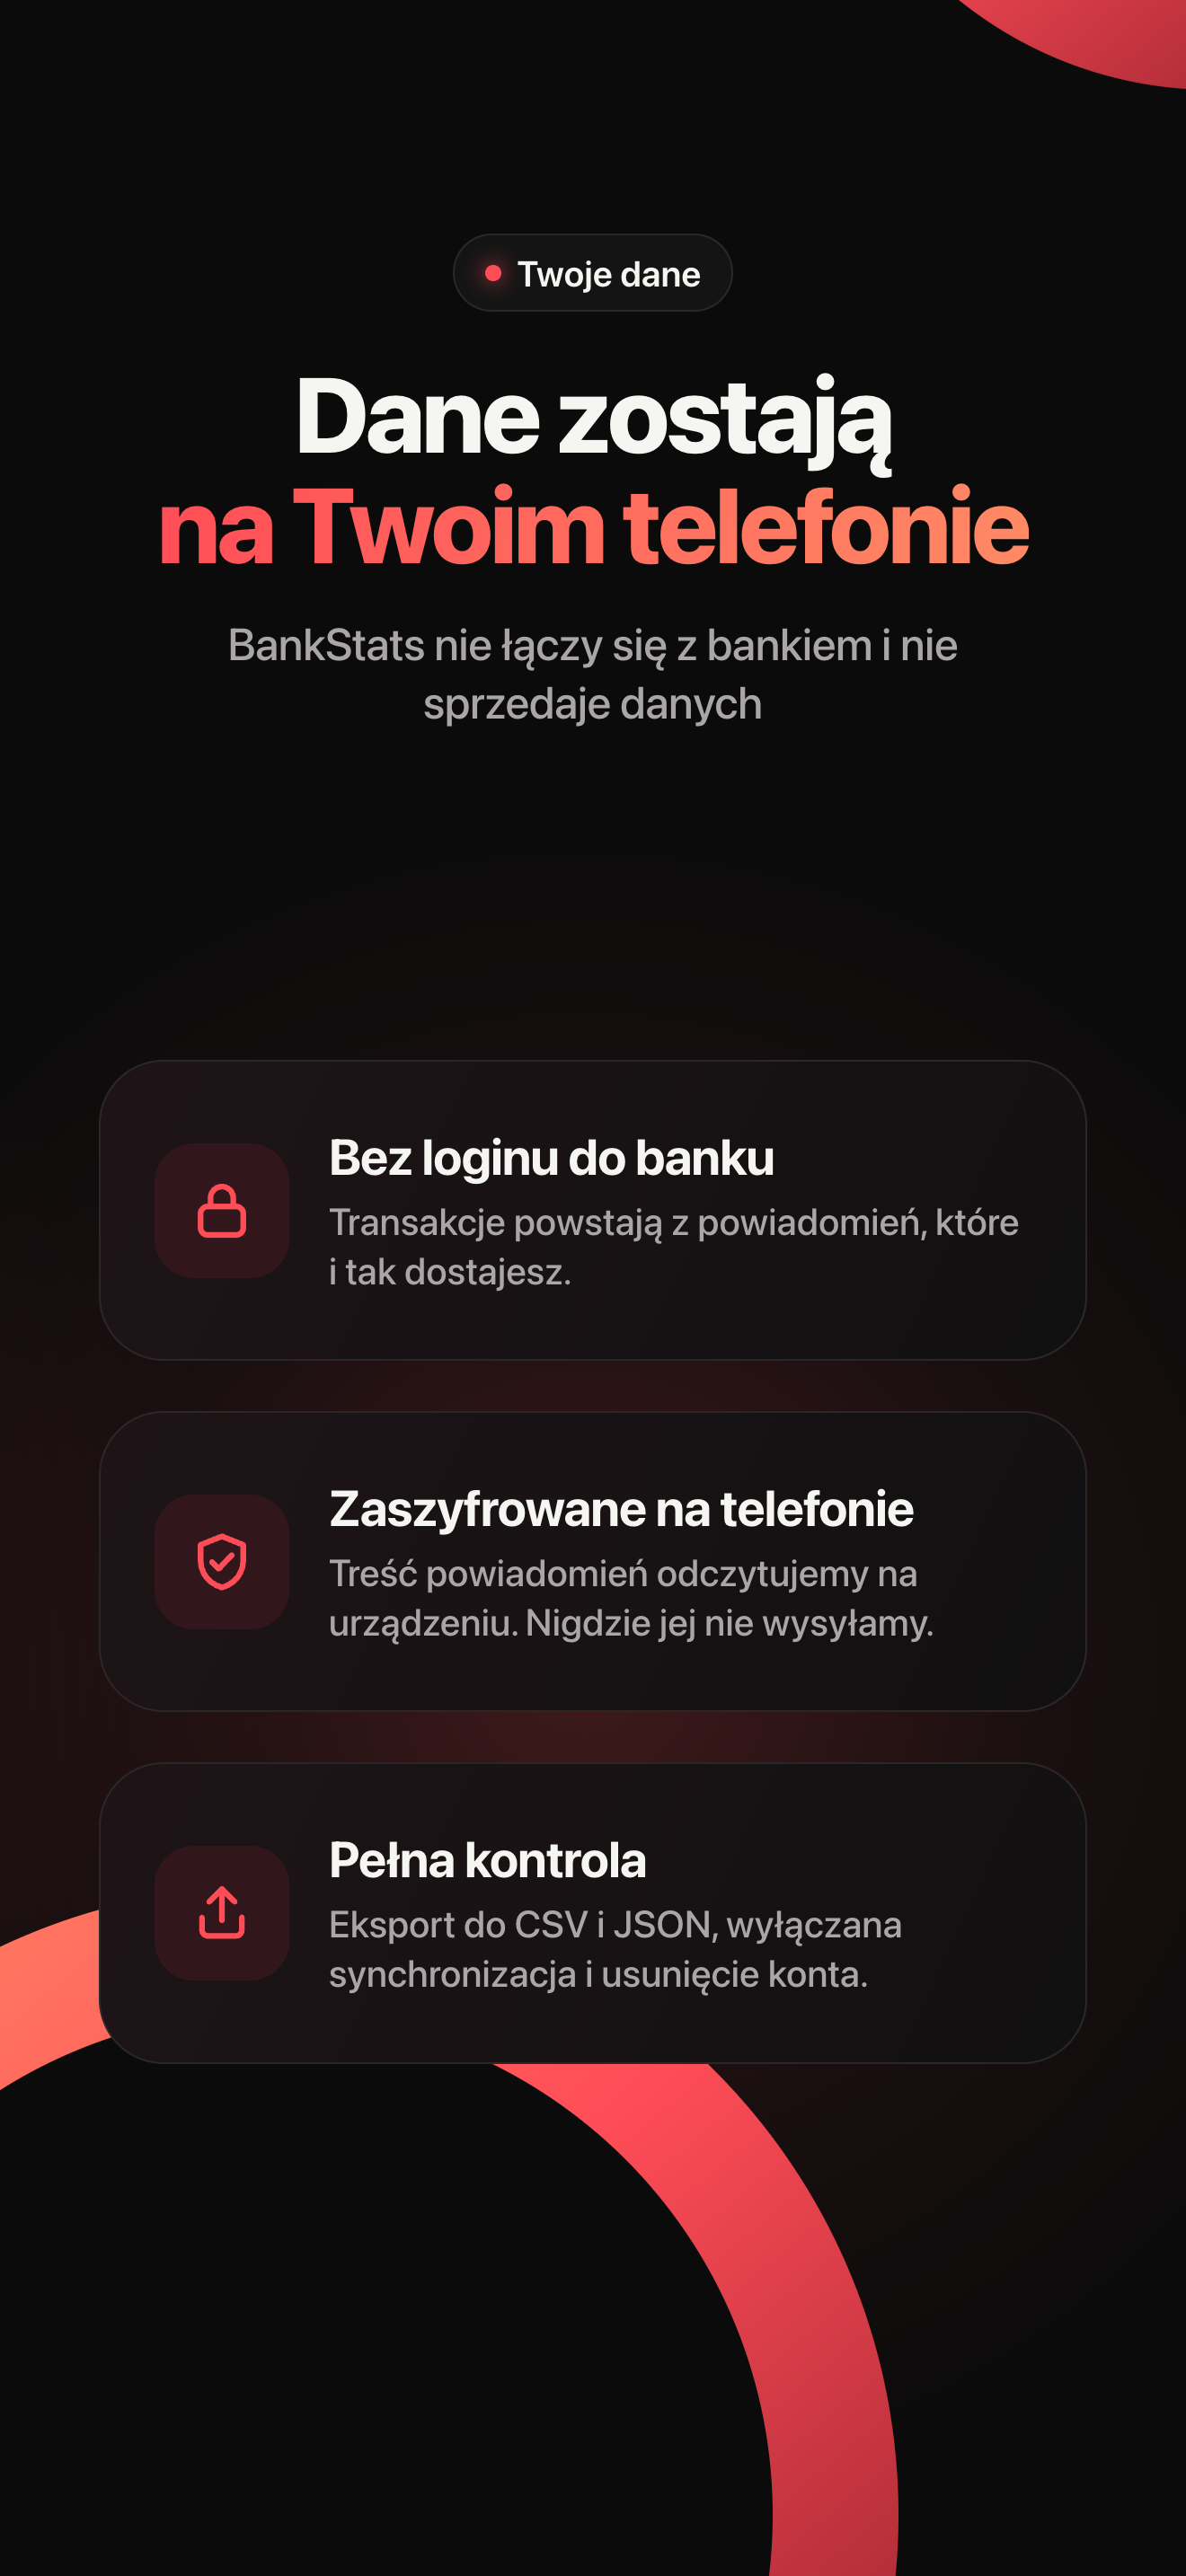 Twoje dane
Dane zostają
na Twoim telefonie
BankStats nie łączy się z bankiem i nie
sprzedaje danych
Bez loginu do banku
Transakcje powstają z powiadomień, które
i tak dostajesz.
Zaszyfrowane na telefonie
Treść powiadomień odczytujemy na
urządzeniu. Nigdzie jej nie wysyłamy.
Pełna kontrola
Eksport do CSV i JSON, wyłączana
synchronizacja i usunięcie konta.